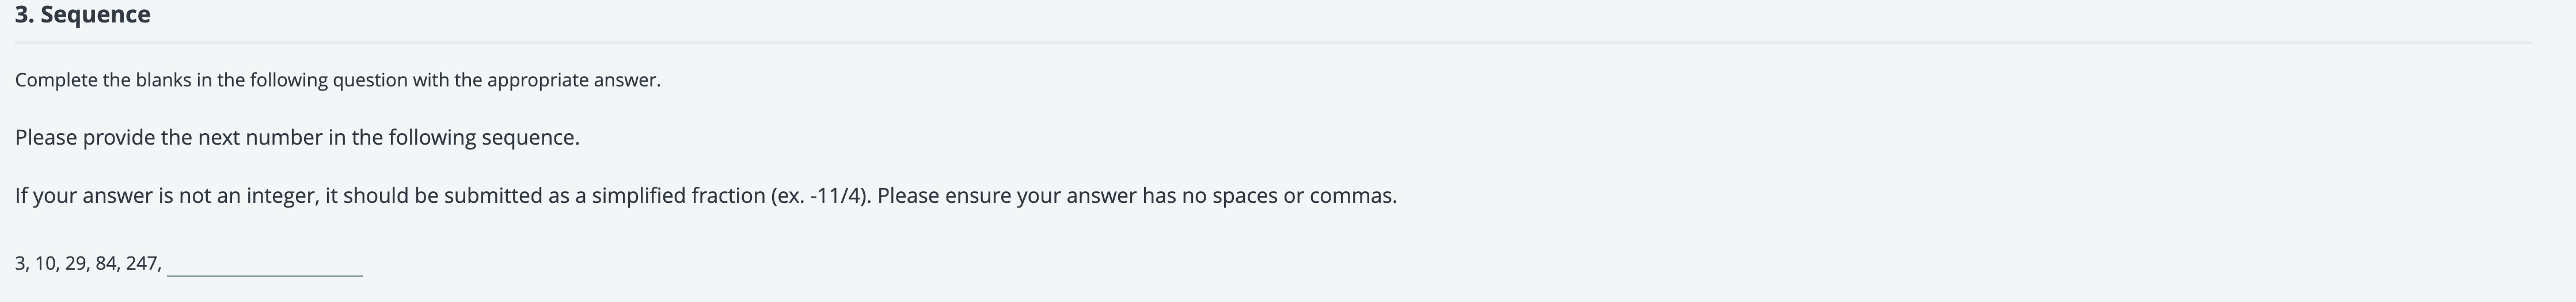 3. Sequence
Complete the blanks in the following question with the appropriate answer.
Please provide the next number in the following sequence.
If your answer is not an integer, it should be submitted as a simplified fraction (ex. -11/4). Please ensure your answer has no spaces or commas.
3, 10, 29, 84, 247,